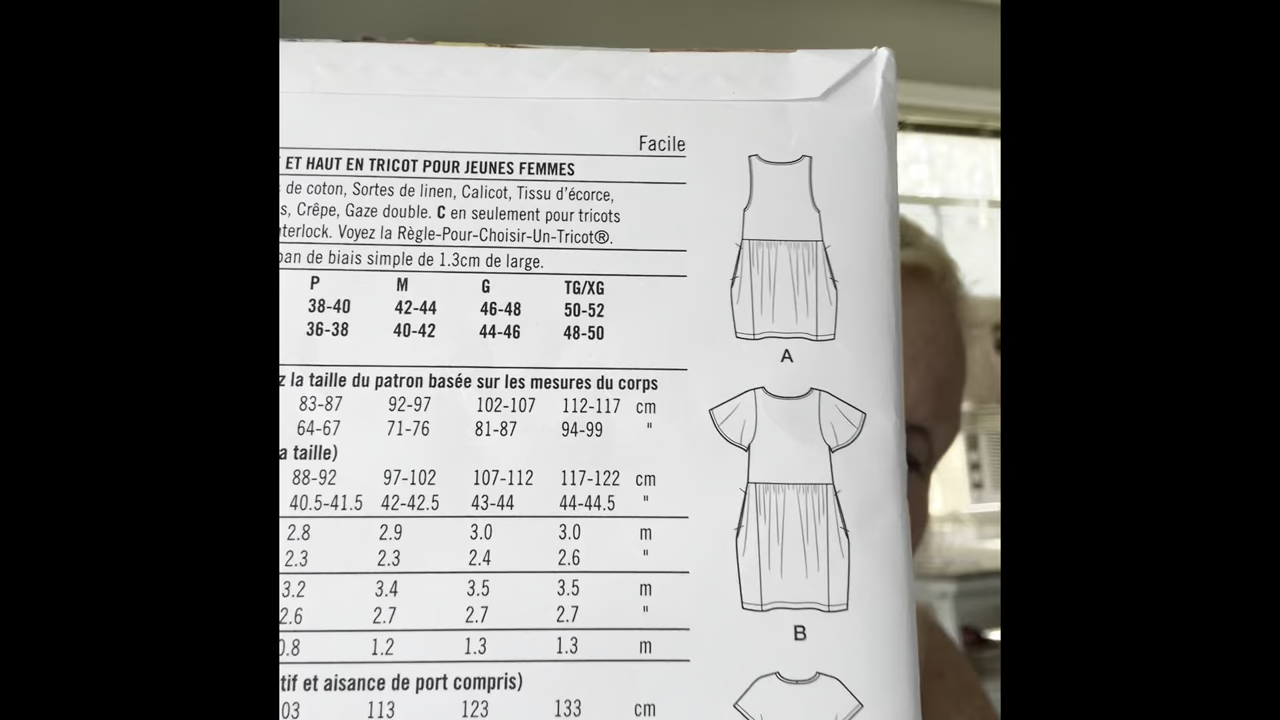 Facile
ET HAUT EN TRICOT POUR JEUNES FEMMES
de coton, Sortes de linen, Calicot, Tissu d'écorce,
s, Crêpe, Gaze double. C en seulement pour tricots
terlock. Voyez la Règle-Pour-Choisir-Un-Tricot®.
an de biais simple de 1.3cm de large.
P M G TG/XG
38-40 42-44 46-48 50-52
36-38 40-42 44-46 48-50
z la taille du patron basée sur les mesures du corps
83-87 92-97 102-107 112-117 cm
64-67 71-76 81-87 94-99 "
a taille)
88-92 97-102 107-112 117-122 cm
40.5-41.5 42-42.5 43-44 44-44.5 "
2.8 2.9 3.0 3.0 m
2.3 2.3 2.4 2.6 "
3.2 3.4 3.5 3.5 m
2.6 2.7 2.7 2.7 "
0.8 1.2 1.3 1.3 m
tif et aisance de port compris)
03 113 123 133 cm
A
B